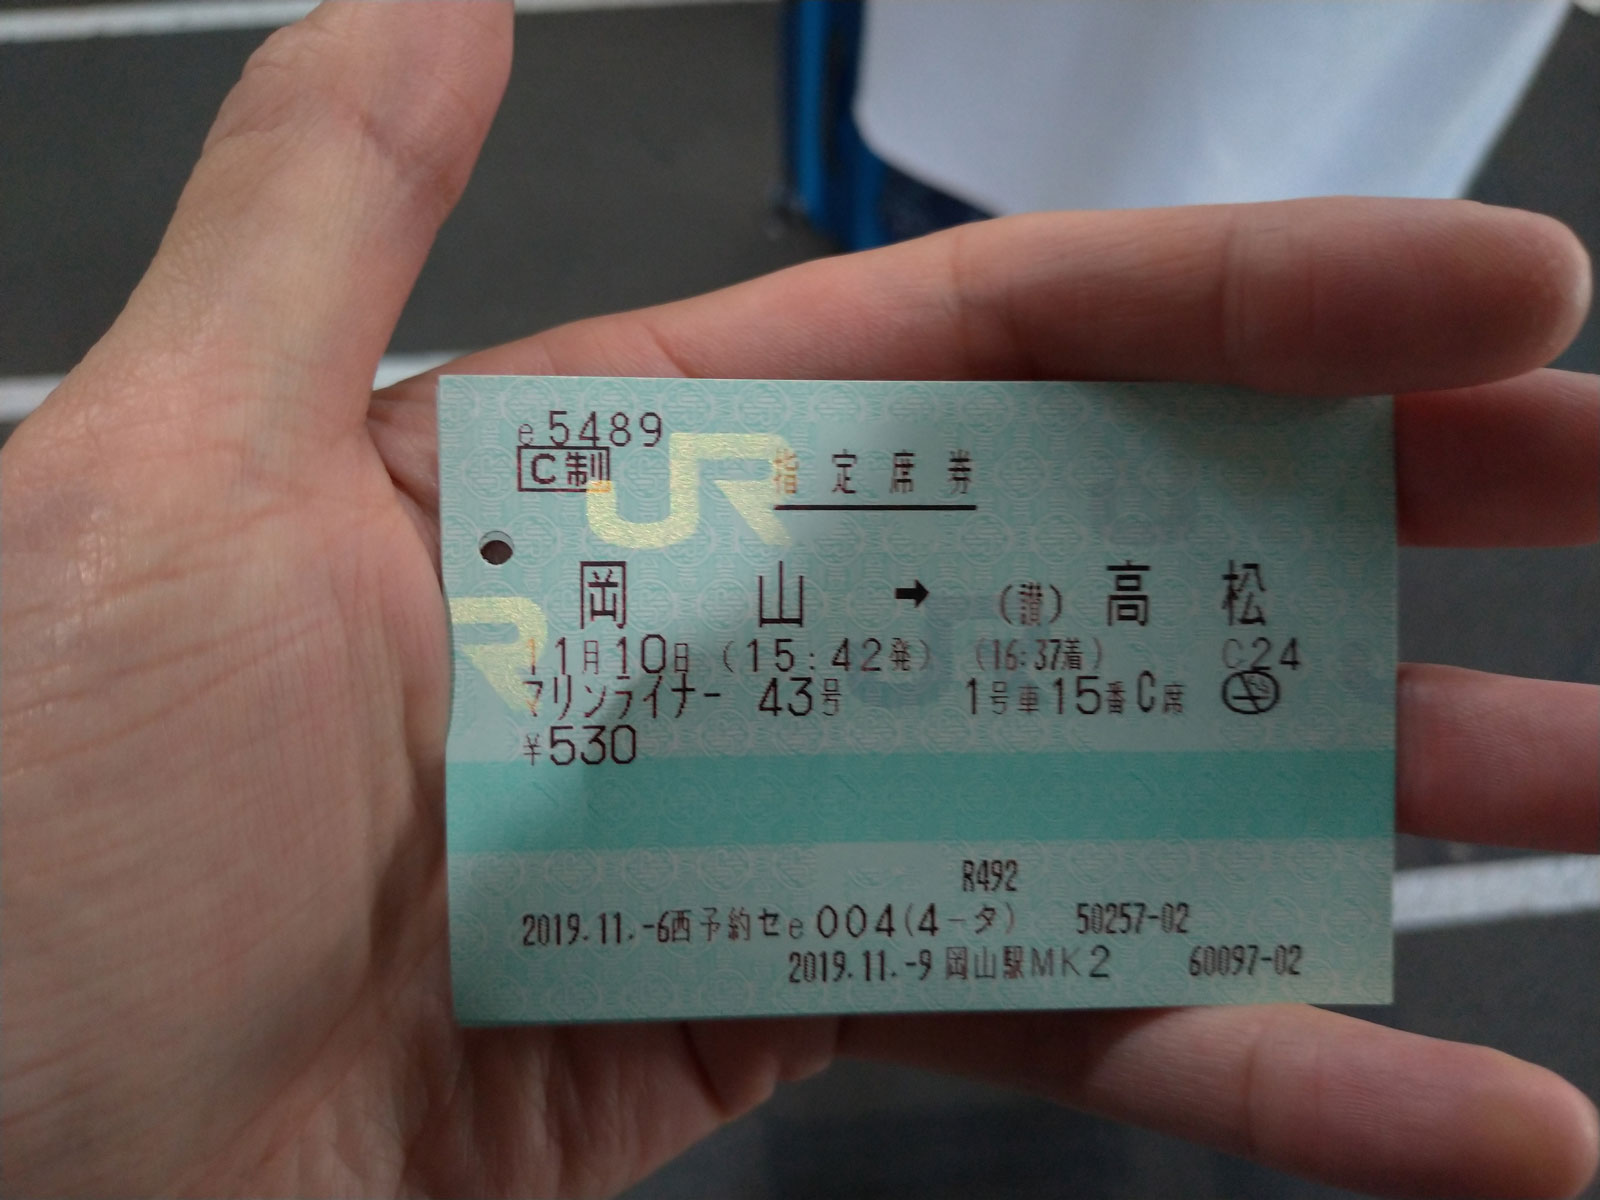 e5489
C制
JR
指定席券
岡山 ➡ (讃)高松
R
11月10日 (15:42発) (16:37着) C24
マリンライナー 43号 1号車15番C席
¥530
R492
2019.11.-6西予約セe004(4-タ) 50257-02
2019.11.-9 岡山駅MK2 60097-02